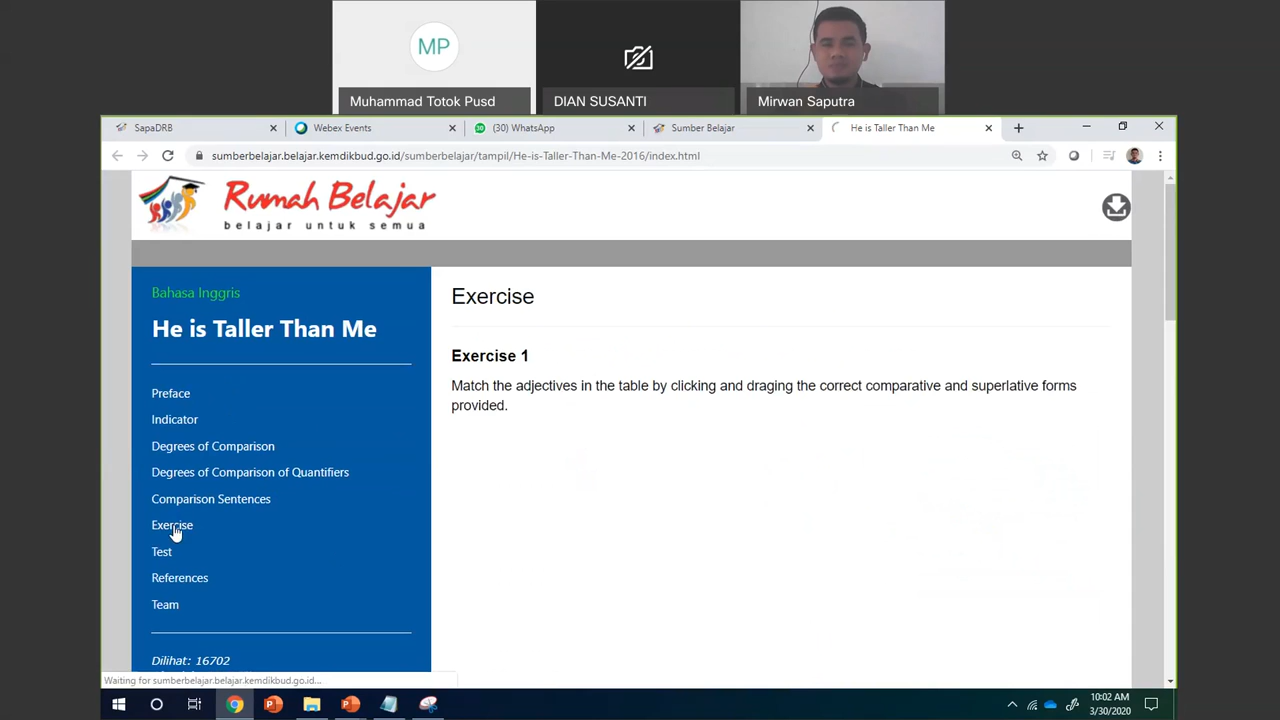 MP
Muhammad Totok Pusd
DIAN SUSANTI
Mirwan Saputra
SapaDRB
Webex Events
(30) WhatsApp
Sumber Belajar
He is Taller Than Me
sumberbelajar.belajar.kemdikbud.go.id/sumberbelajar/tampil/He-is-Taller-Than-Me-2016/index.html
Rumah Belajar
belajar untuk semua
Bahasa Inggris
He is Taller Than Me
Preface
Indicator
Degrees of Comparison
Degrees of Comparison of Quantifiers
Comparison Sentences
Exercise
Test
References
Team
Dilihat: 16702
Exercise
Exercise 1
Match the adjectives in the table by clicking and draging the correct comparative and superlative forms
provided.
Waiting for sumberbelajar.belajar.kemdikbud.go.id...
10:02 AM
3/30/2020